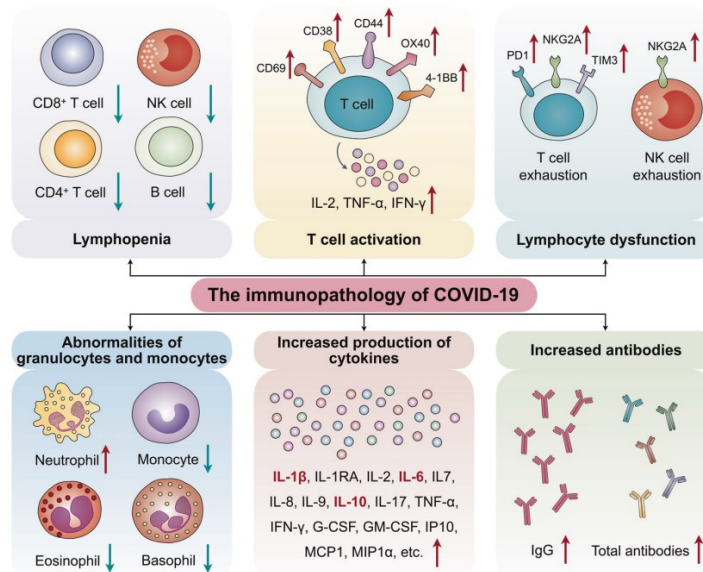 CD8⁺ T cell
NK cell
CD4⁺ T cell
B cell
Lymphopenia
CD69
CD38
CD44
OX40
4-1BB
T cell
IL-2, TNF-α, IFN-γ
T cell activation
PD1
NKG2A
TIM3
NKG2A
T cell
exhaustion
NK cell
exhaustion
Lymphocyte dysfunction
The immunopathology of COVID-19
Abnormalities of
granulocytes and monocytes
Neutrophil
Monocyte
Eosinophil
Basophil
Increased production of
cytokines
IL-1β, IL-1RA, IL-2, IL-6, IL7,
IL-8, IL-9, IL-10, IL-17, TNF-α,
IFN-γ, G-CSF, GM-CSF, IP10,
MCP1, MIP1α, etc.
Increased antibodies
IgG
Total antibodies